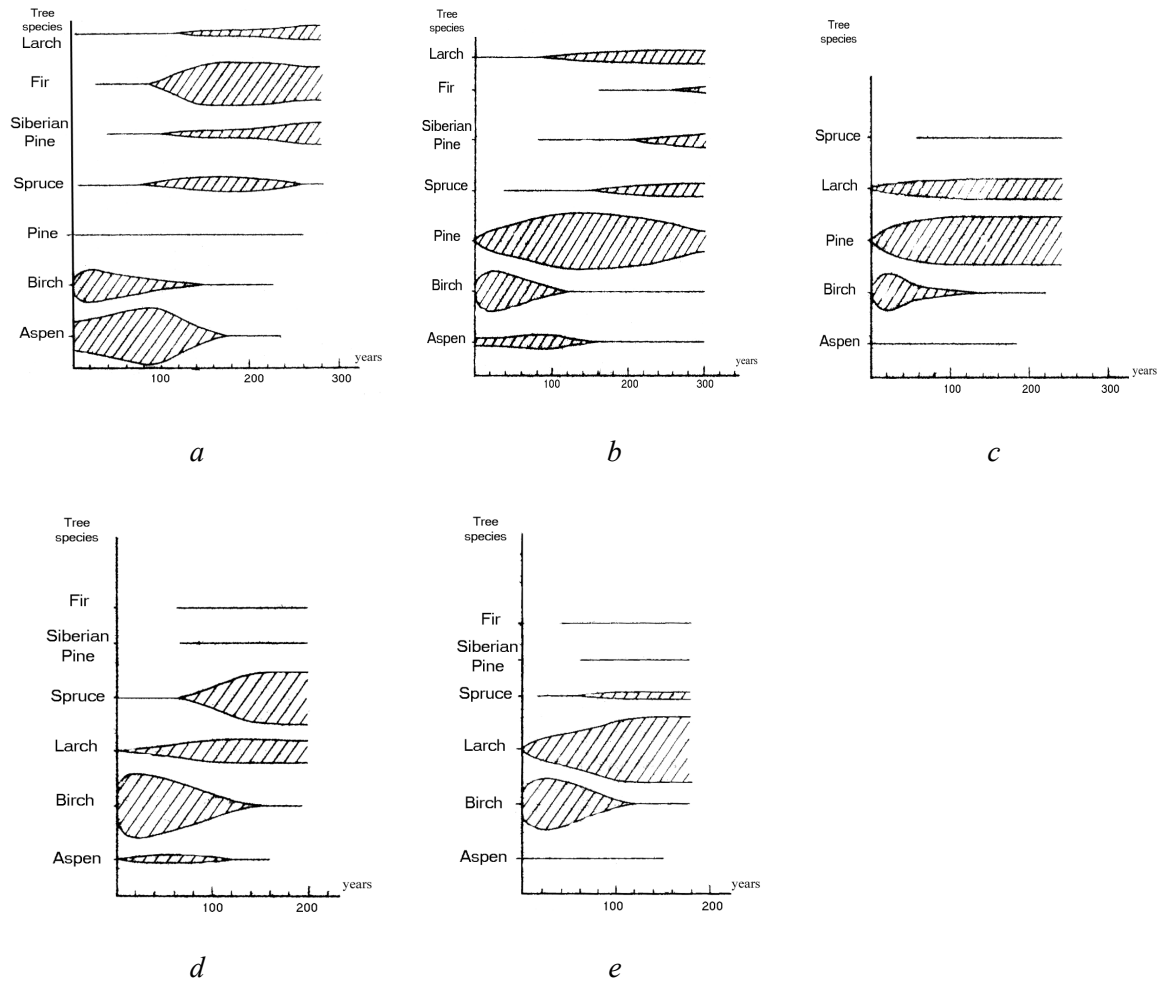 Tree
species
Larch
Fir
Siberian
Pine
Spruce
Pine
Birch
Aspen
100
200
300
years
a
Tree
species
Larch
Fir
Siberian
Pine
Spruce
Pine
Birch
Aspen
100
200
300
years
b
Tree
species
Spruce
Larch
Pine
Birch
Aspen
100
200
300
years
c
Tree
species
Fir
Siberian
Pine
Spruce
Larch
Birch
Aspen
100
200
years
d
Tree
species
Fir
Siberian
Pine
Spruce
Larch
Birch
Aspen
100
200
years
e